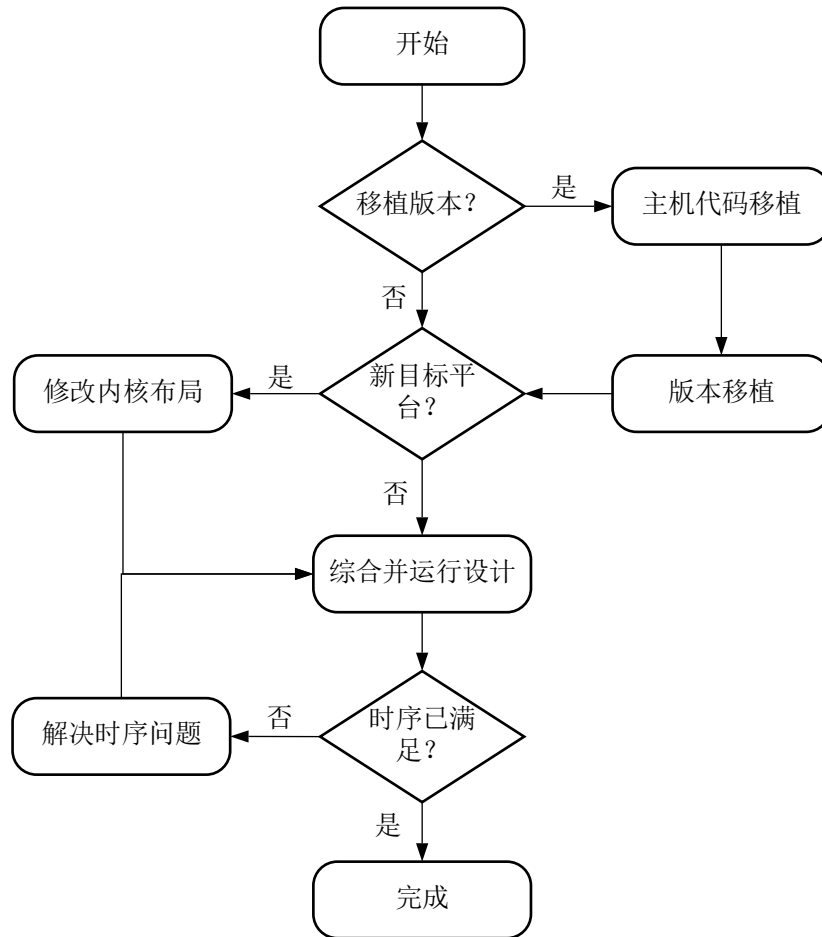 开始
移植版本？
是
主机代码移植
否
修改内核布局
是
新目标平
台？
版本移植
否
综合并运行设计
解决时序问题
否
时序已满
足？
是
完成